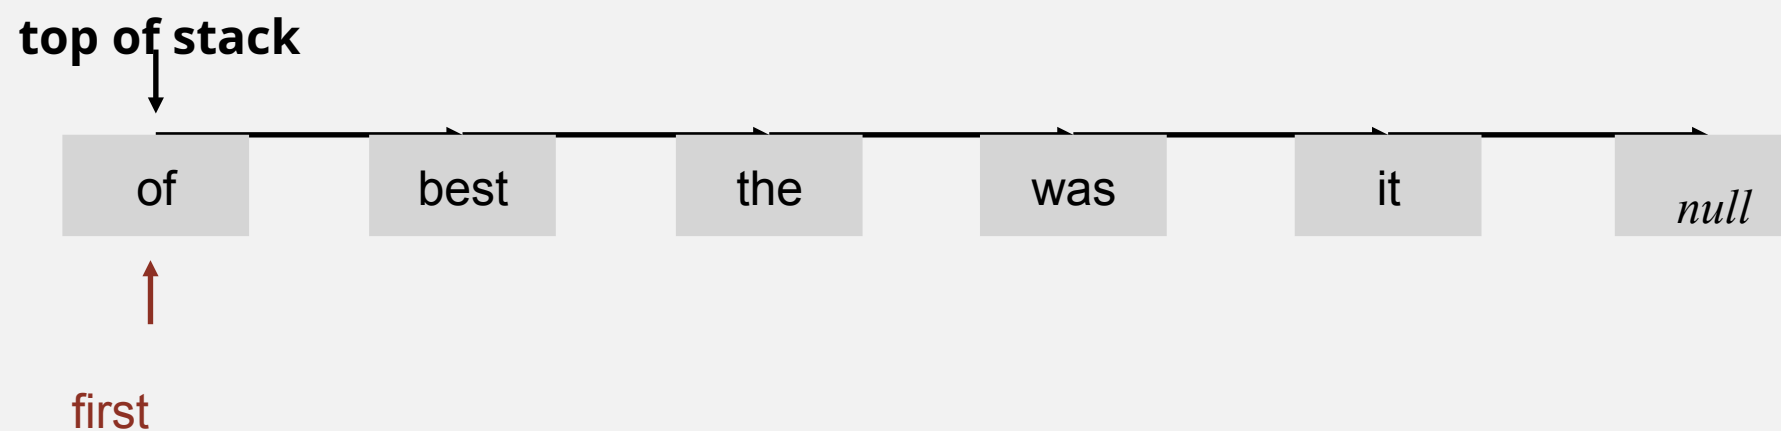 top of stack
of best the was it null
first